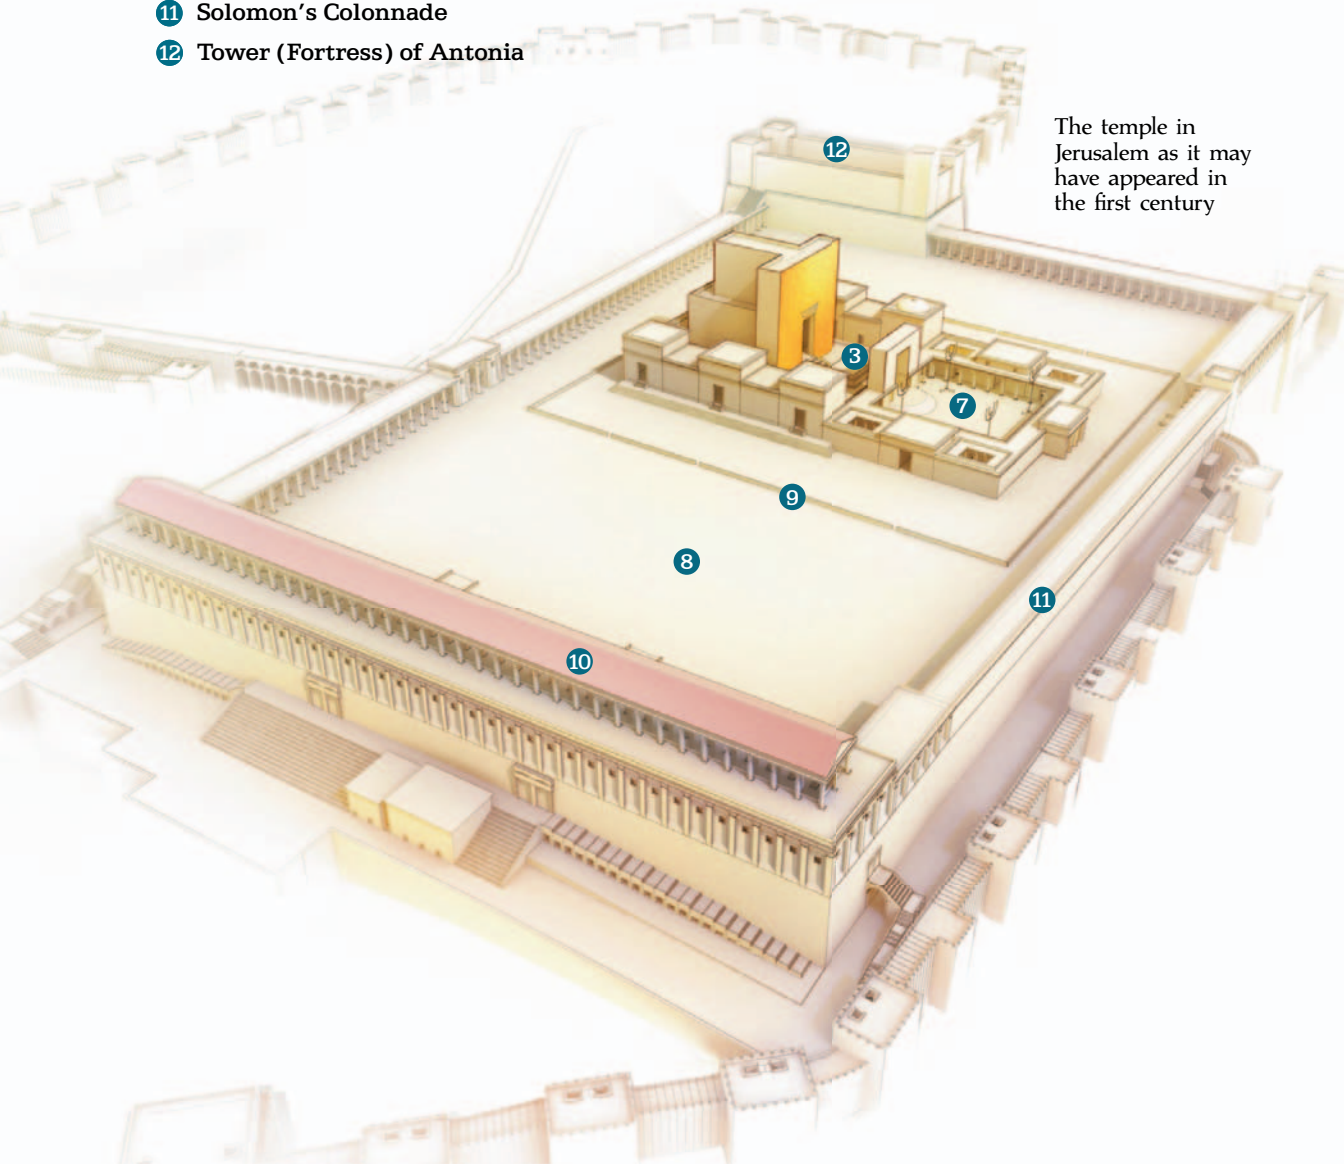 11 Solomon's Colonnade
12 Tower (Fortress) of Antonia
The temple in
Jerusalem as it may
have appeared in
the first century
12
3
7
9
8
11
10